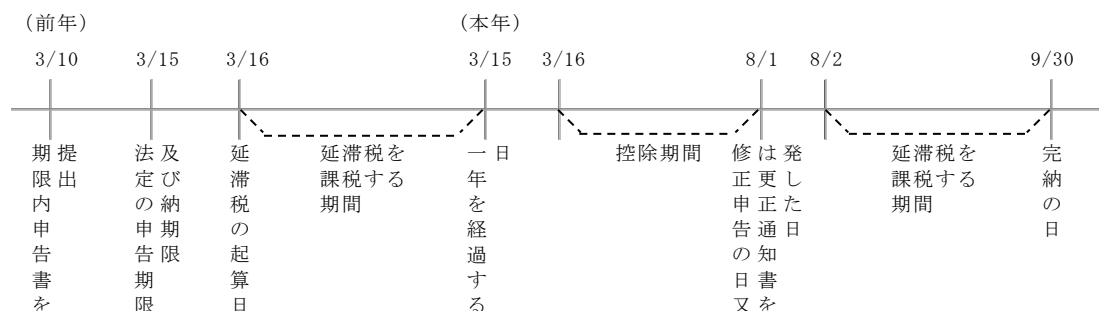 （前年）
（本年）
3/10
3/15
3/16
3/15
3/16
8/1
8/2
9/30
期限内申告書を
提出
法定の申告期限
及び納期限
延滞税の起算日
延滞税を
課税する
期間
一年を経過する
日
控除期間
修正申告の日又
は更正通知書を
発した日
延滞税を
課税する
期間
完納の日